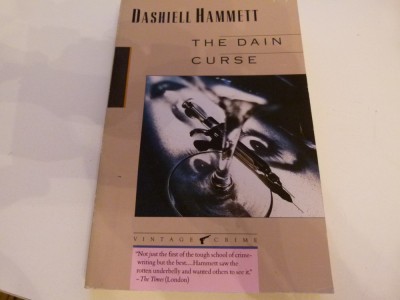 DASHIELL HAMMETT
THE DAIN
CURSE
VINTAGE CRIME
"Not just the first of the tough school of crime-
writing but the best....Hammett saw the
rotten underbelly and wanted others to see it."
– The Times (London)